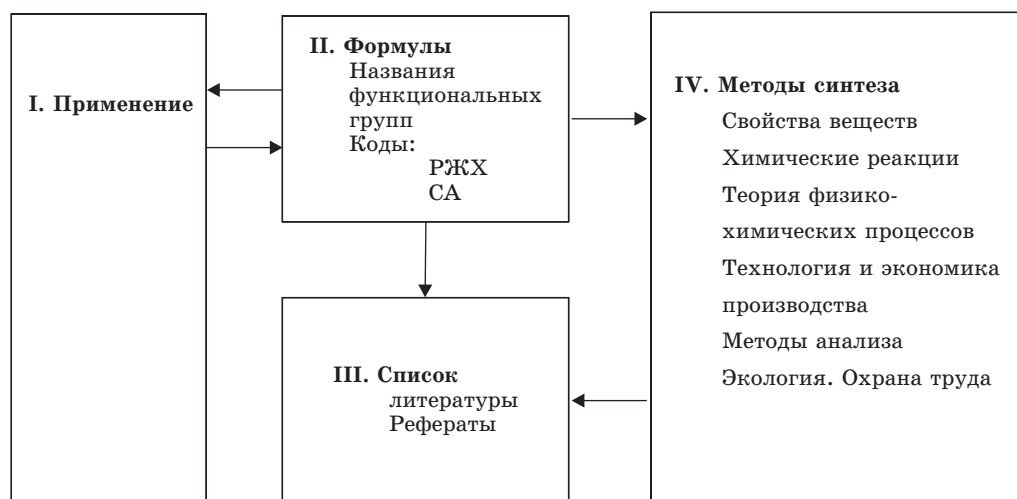 I. Применение
II. Формулы
Названия
функциональных
групп
Коды:
РЖХ
СА
III. Список
литературы
Рефераты
IV. Методы синтеза
Свойства веществ
Химические реакции
Теория физико-
химических процессов
Технология и экономика
производства
Методы анализа
Экология. Охрана труда